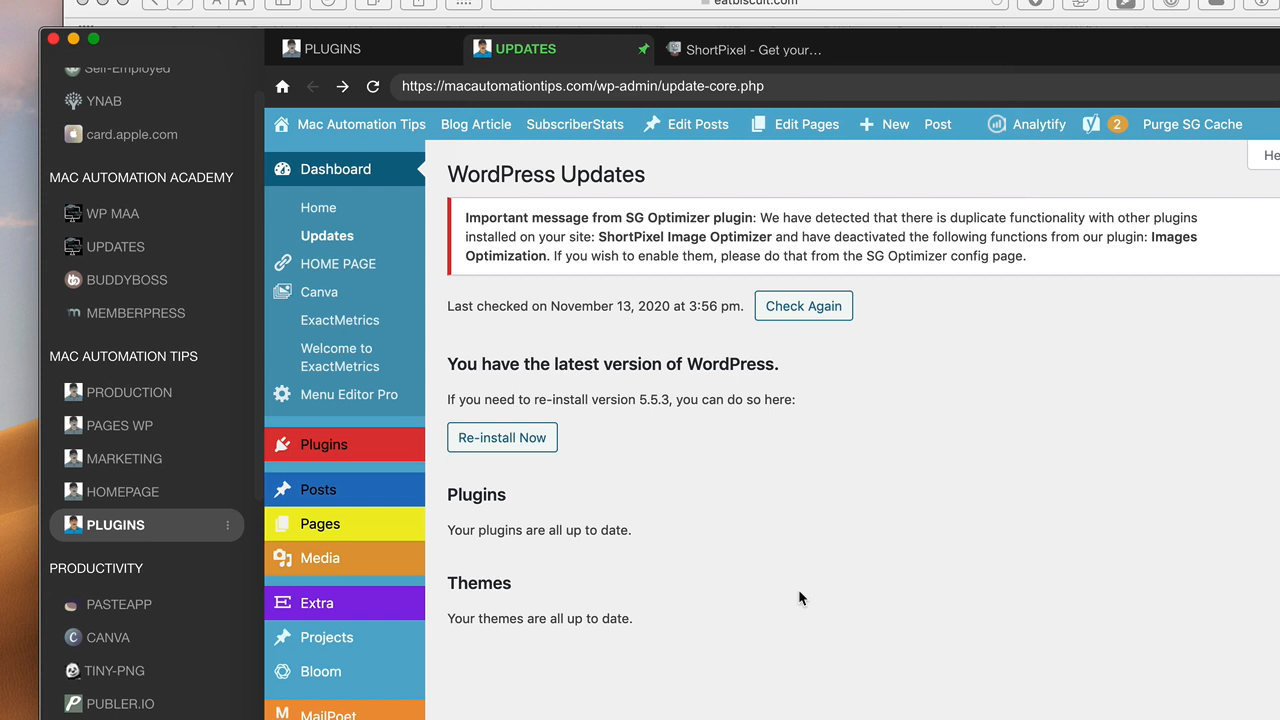 eatbiscuit.com
PLUGINS
UPDATES
ShortPixel - Get your...
https://macautomationtips.com/wp-admin/update-core.php
Self-Employed
YNAB
card.apple.com
MAC AUTOMATION ACADEMY
WP MAA
UPDATES
BUDDYBOSS
MEMBERPRESS
MAC AUTOMATION TIPS
PRODUCTION
PAGES WP
MARKETING
HOMEPAGE
PLUGINS
PRODUCTIVITY
PASTEAPP
CANVA
TINY-PNG
PUBLER.IO
Mac Automation Tips Blog Article SubscriberStats Edit Posts Edit Pages New Post Analytify 2 Purge SG Cache
Dashboard
Home
Updates
HOME PAGE
Canva
ExactMetrics
Welcome to
ExactMetrics
Menu Editor Pro
Plugins
Posts
Pages
Media
Extra
Projects
Bloom
MailPoet
WordPress Updates
Important message from SG Optimizer plugin: We have detected that there is duplicate functionality with other plugins
installed on your site: ShortPixel Image Optimizer and have deactivated the following functions from our plugin: Images
Optimization. If you wish to enable them, please do that from the SG Optimizer config page.
Last checked on November 13, 2020 at 3:56 pm. Check Again
You have the latest version of WordPress.
If you need to re-install version 5.5.3, you can do so here:
Re-install Now
Plugins
Your plugins are all up to date.
Themes
Your themes are all up to date.